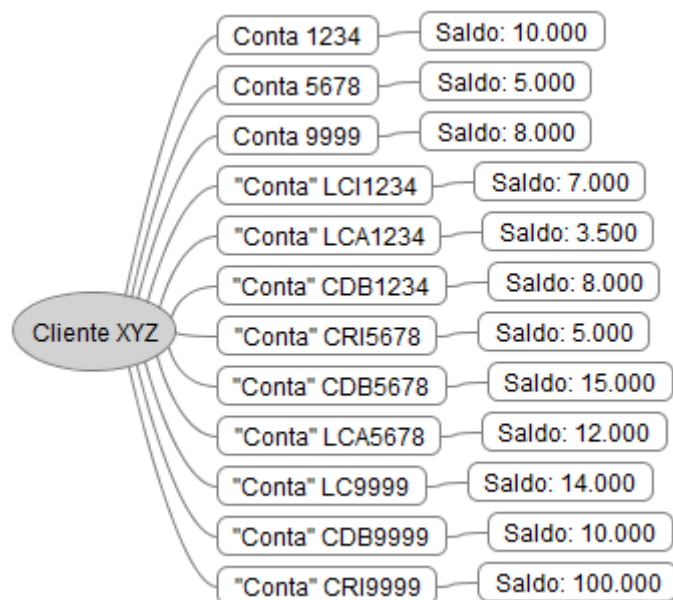 Conta 1234 Saldo: 10.000
Conta 5678 Saldo: 5.000
Conta 9999 Saldo: 8.000
"Conta" LCI1234 Saldo: 7.000
"Conta" LCA1234 Saldo: 3.500
"Conta" CDB1234 Saldo: 8.000
Cliente XYZ
"Conta" CRI5678 Saldo: 5.000
"Conta" CDB5678 Saldo: 15.000
"Conta" LCA5678 Saldo: 12.000
"Conta" LC9999 Saldo: 14.000
"Conta" CDB9999 Saldo: 10.000
"Conta" CRI9999 Saldo: 100.000